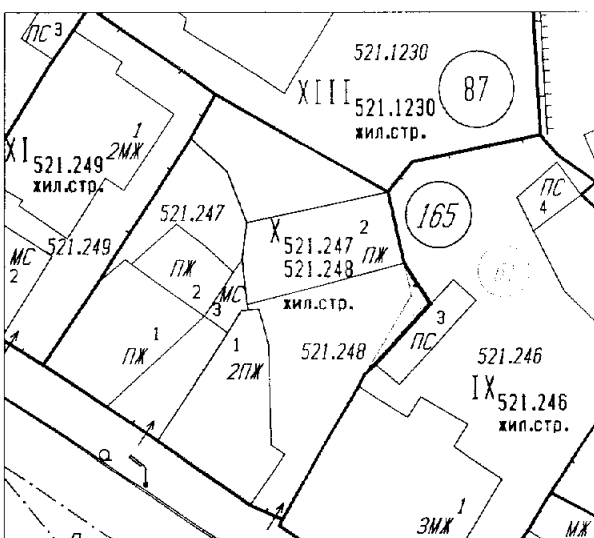 ПС 3
521.1230
XIII
521.1230
жил.стр.
87
1
2МЖ
XI
521.249
жил.стр.
ПС
4
521.247
165
2
X
521.247
ПЖ
521.248
жил.стр.
521.249
МС
2
ПЖ
2
МС
3
3
ПС
1
ПЖ
1
2ПЖ
521.248
521.246
IX
521.246
жил.стр.
1
3МЖ
МЖ